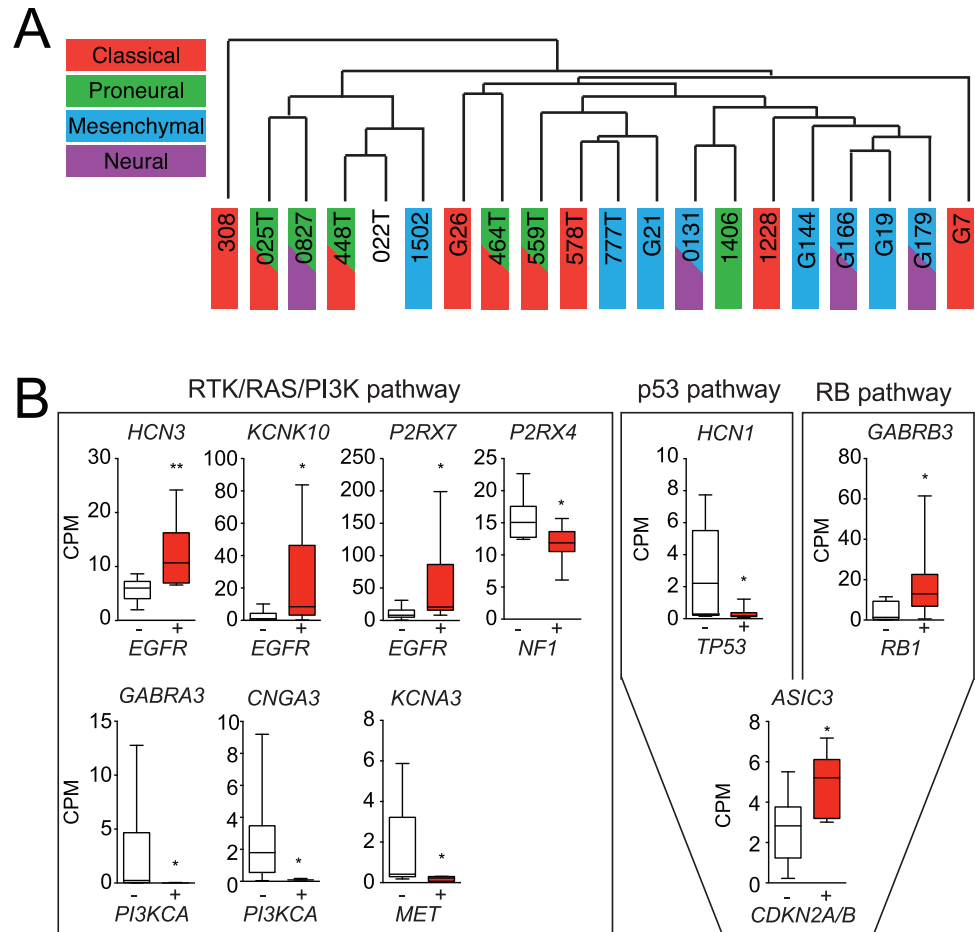 A
Classical
Proneural
Mesenchymal
Neural
308 025T 0827 448T 022T 1502 G26 464T 559T 578T 777T G21 0131 1406 1228 G144 G166 G19 G179 G7
B
RTK/RAS/PI3K pathway p53 pathway RB pathway
HCN3 KCNK10 P2RX7 P2RX4 HCN1 GABRB3
CPM
30
20
10
0
**
- +
EGFR
100
80
60
40
20
0
*
- +
EGFR
250
200
150
100
50
0
*
- +
EGFR
25
20
15
10
5
0
*
- +
NF1
CPM
10
8
6
4
2
0
*
- +
TP53
CPM
80
60
40
20
0
*
- +
RB1
GABRA3 CNGA3 KCNA3 ASIC3
CPM
15
10
5
0
*
- +
PI3KCA
10
8
6
4
2
0
*
- +
PI3KCA
8
6
4
2
0
*
- +
MET
CPM
8
6
4
2
0
*
- +
CDKN2A/B